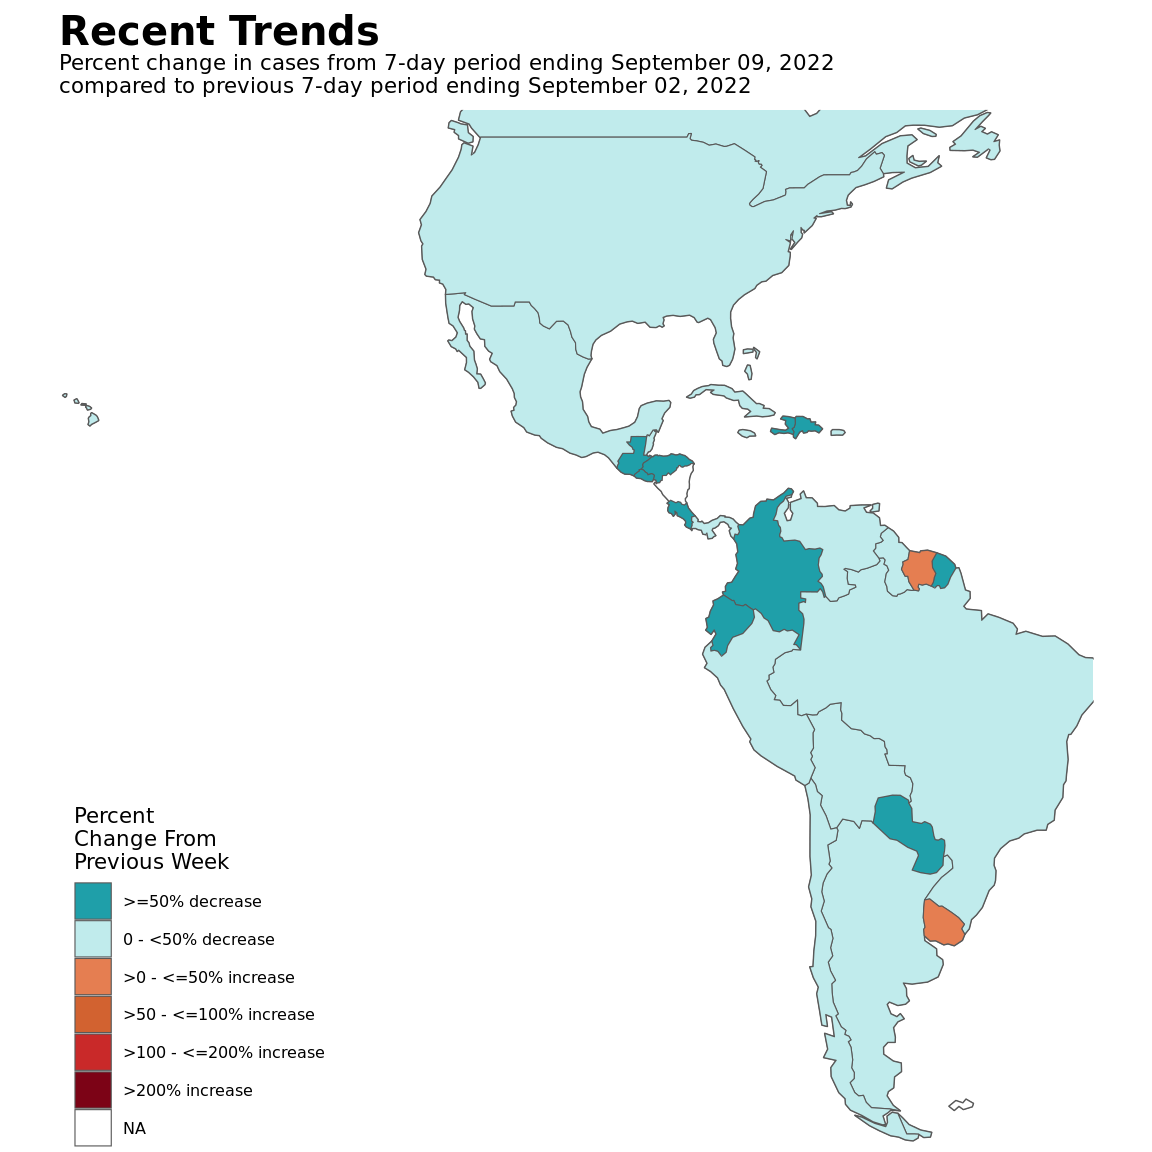 Recent Trends
Percent change in cases from 7-day period ending September 09, 2022
compared to previous 7-day period ending September 02, 2022
Percent
Change From
Previous Week
>=50% decrease
0 - <50% decrease
>0 - <=50% increase
>50 - <=100% increase
>100 - <=200% increase
>200% increase
NA